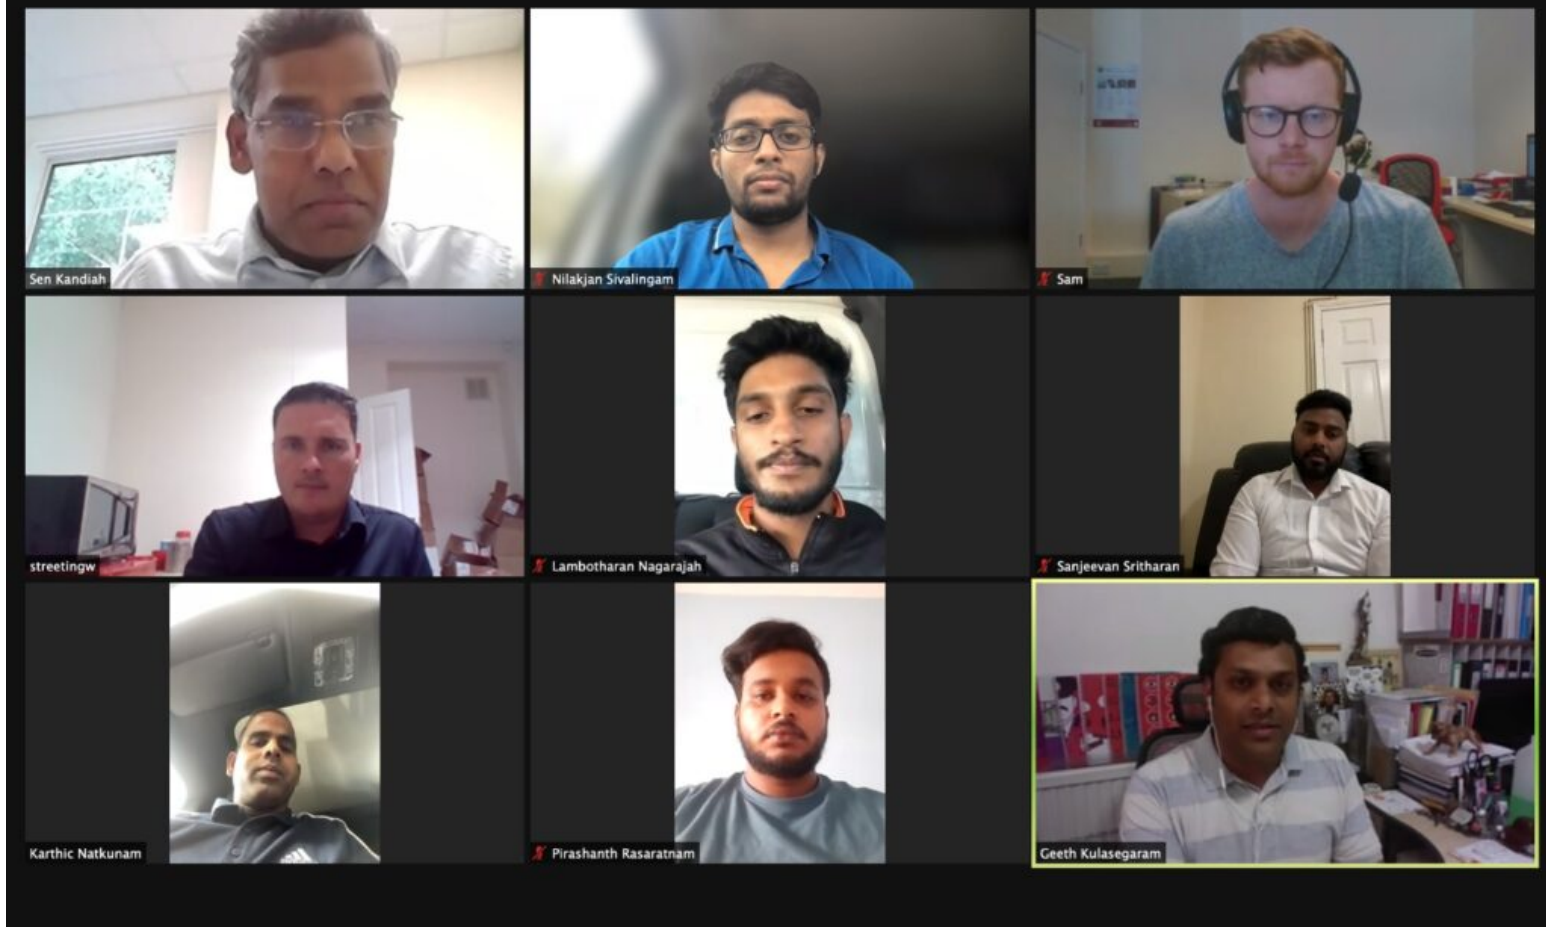 Sen Kandiah
Nilakjan Sivalingam
Sam
streetingw
Lambotharan Nagarajah
Sanjeevan Sritharan
Karthic Natkunam
Pirashanth Rasaratnam
Geeth Kulasegaram